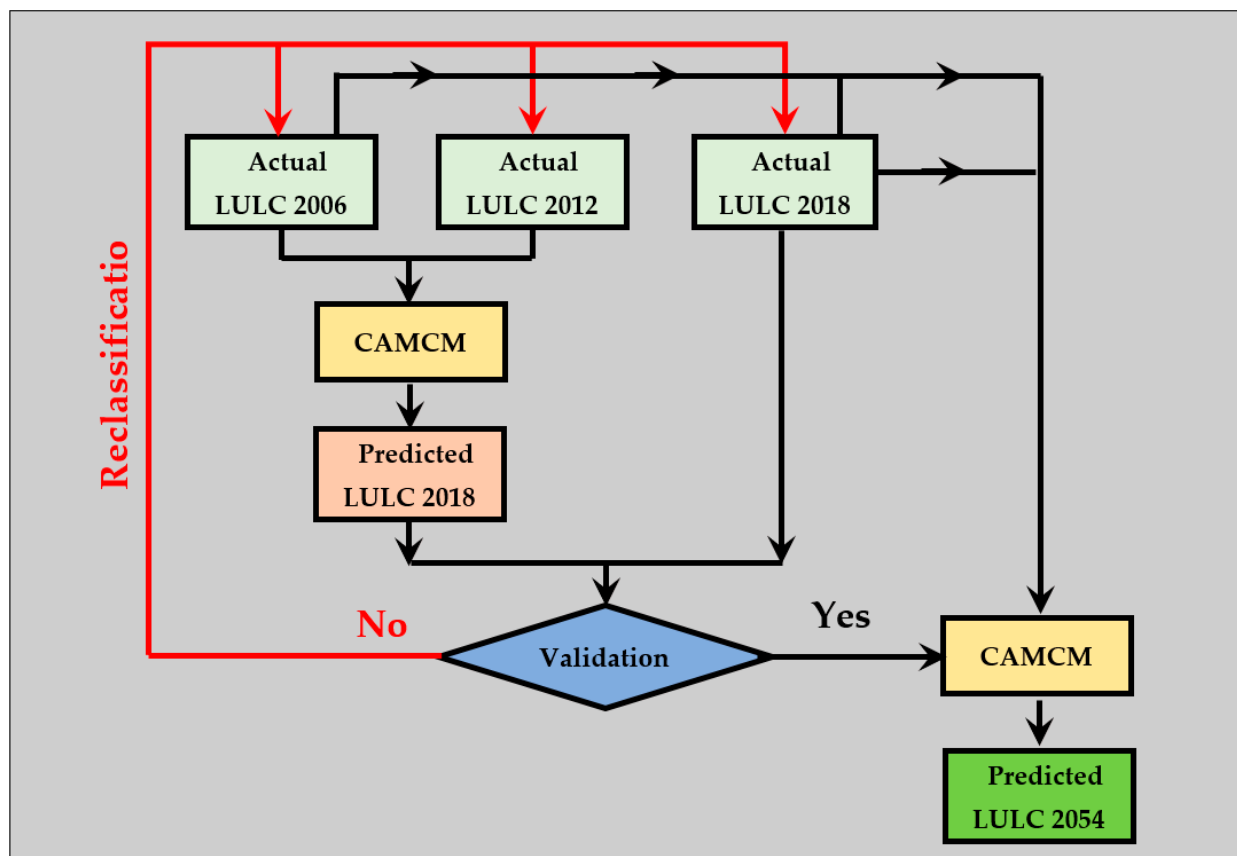 Actual
LULC 2006
Actual
LULC 2012
Actual
LULC 2018
Reclassificatio
CAMCM
Predicted
LULC 2018
No
Yes
Validation
CAMCM
Predicted
LULC 2054